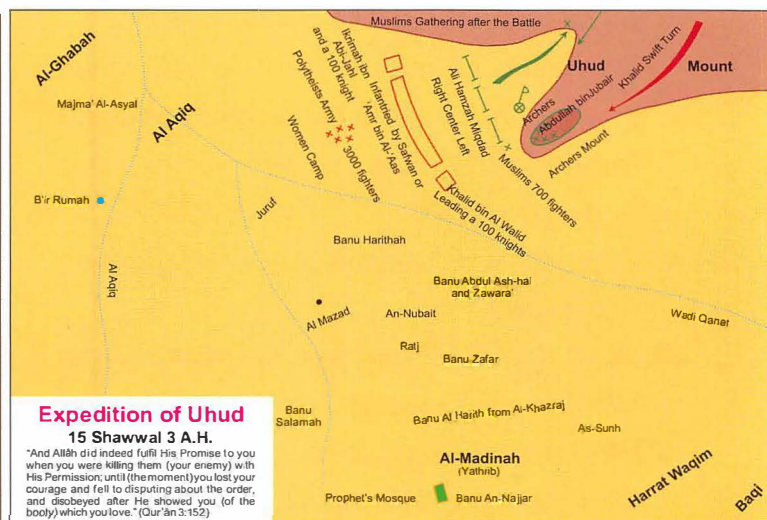 Muslims Gathering after the Battle
Al-Ghabah
Majma' Al-Asyal
Al Aqiq
B'ir Rumah
Al Aqiq
Ikrimah ibn
Abi-Jahl
and a 100 knight
Polytheists Army
3000 fighters
Women Camp
Infantried by Safwan or
'Amr bin Al-'Aas
Ali Hamzah Miqdad
Right Center Left
Muslims 700 fighters
Khalid bin Al Walid
Leading a 100 knights
Uhud
Mount
Khalid Swift Turn
Archers
Abdullah binJubair
Archers Mount
Juruf
Banu Harithah
Banu Abdul Ash-hal
and Zawara'
Wadi Qanat
Al Mazad
An-Nubait
Ratj
Banu Zafar
Banu
Salamah
Banu Al Harith from Al-Khazraj
As-Sunh
Al-Madinah
(Yathrib)
Prophet's Mosque
Banu An-Najjar
Harrat Waqim
Baqi
Expedition of Uhud
15 Shawwal 3 A.H.
"And Allâh did indeed fulfil His Promise to you
when you were killing them (your enemy) with
His Permission; until (the moment) you lost your
courage and fell to disputing about the order,
and disobeyed after He showed you (of the
booty) which you love." (Qur'ân 3:152)